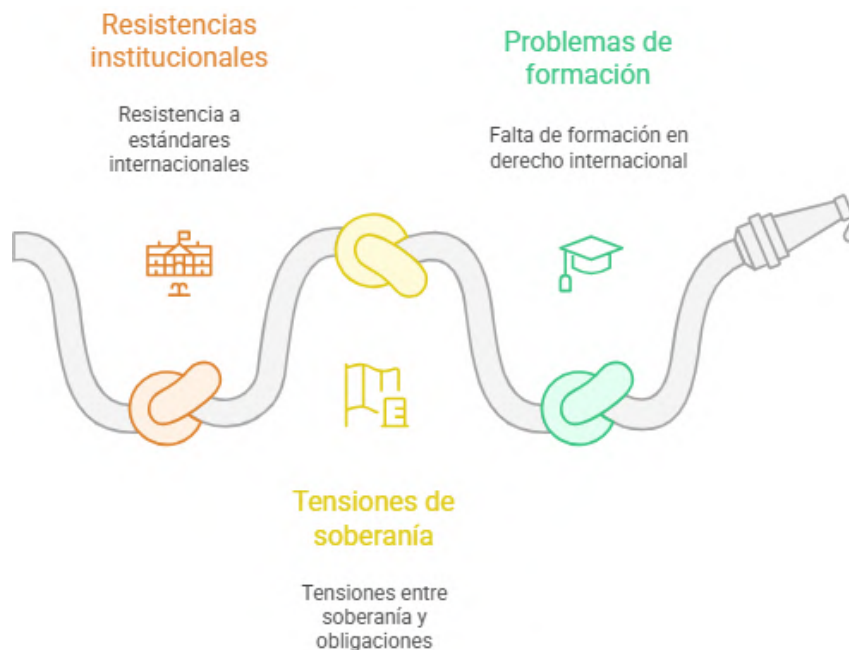 Resistencias
institucionales
Resistencia a
estándares
internacionales
Problemas de
formación
Falta de formación en
derecho internacional
Tensiones de
soberanía
Tensiones entre
soberanía y
obligaciones